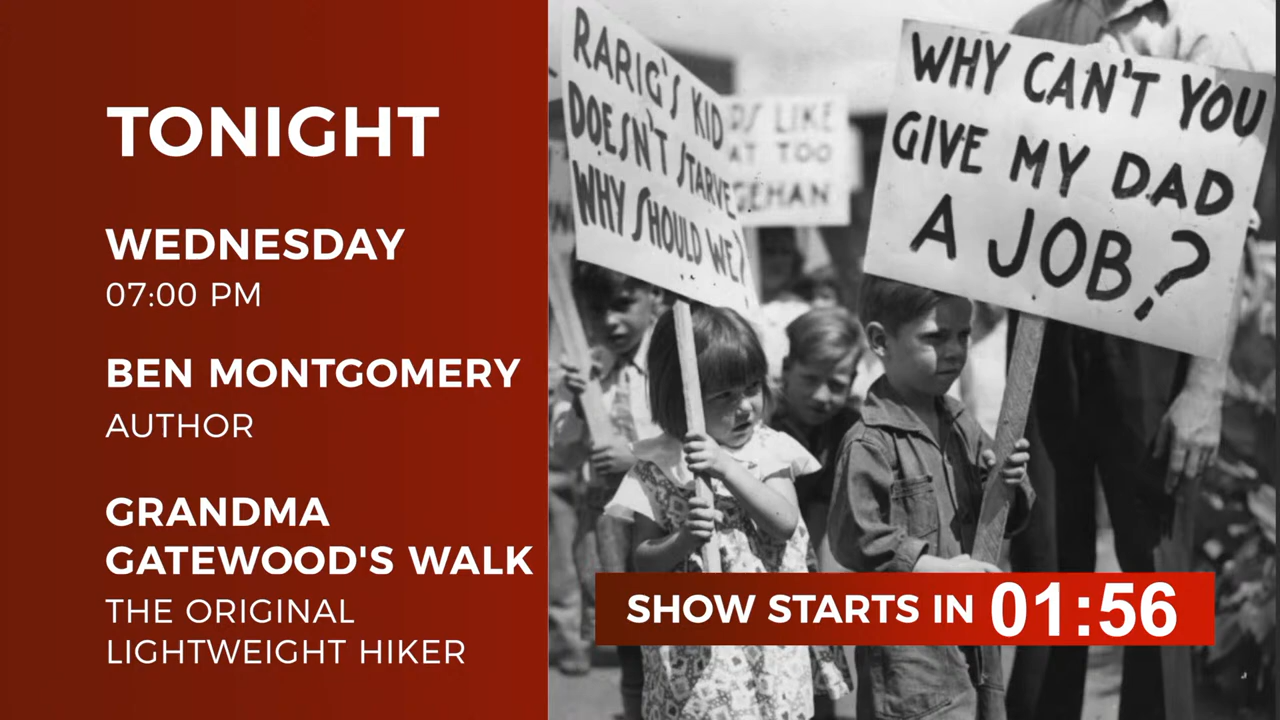 TONIGHT
WEDNESDAY
07:00 PM
BEN MONTGOMERY
AUTHOR
GRANDMA
GATEWOOD'S WALK
THE ORIGINAL
LIGHTWEIGHT HIKER
RARIG'S KID
DOESN'T STARVE
WHY SHOULD WE?
LIKE
TOO
WHY CAN'T YOU
GIVE MY DAD
A JOB?
SHOW STARTS IN 01:56